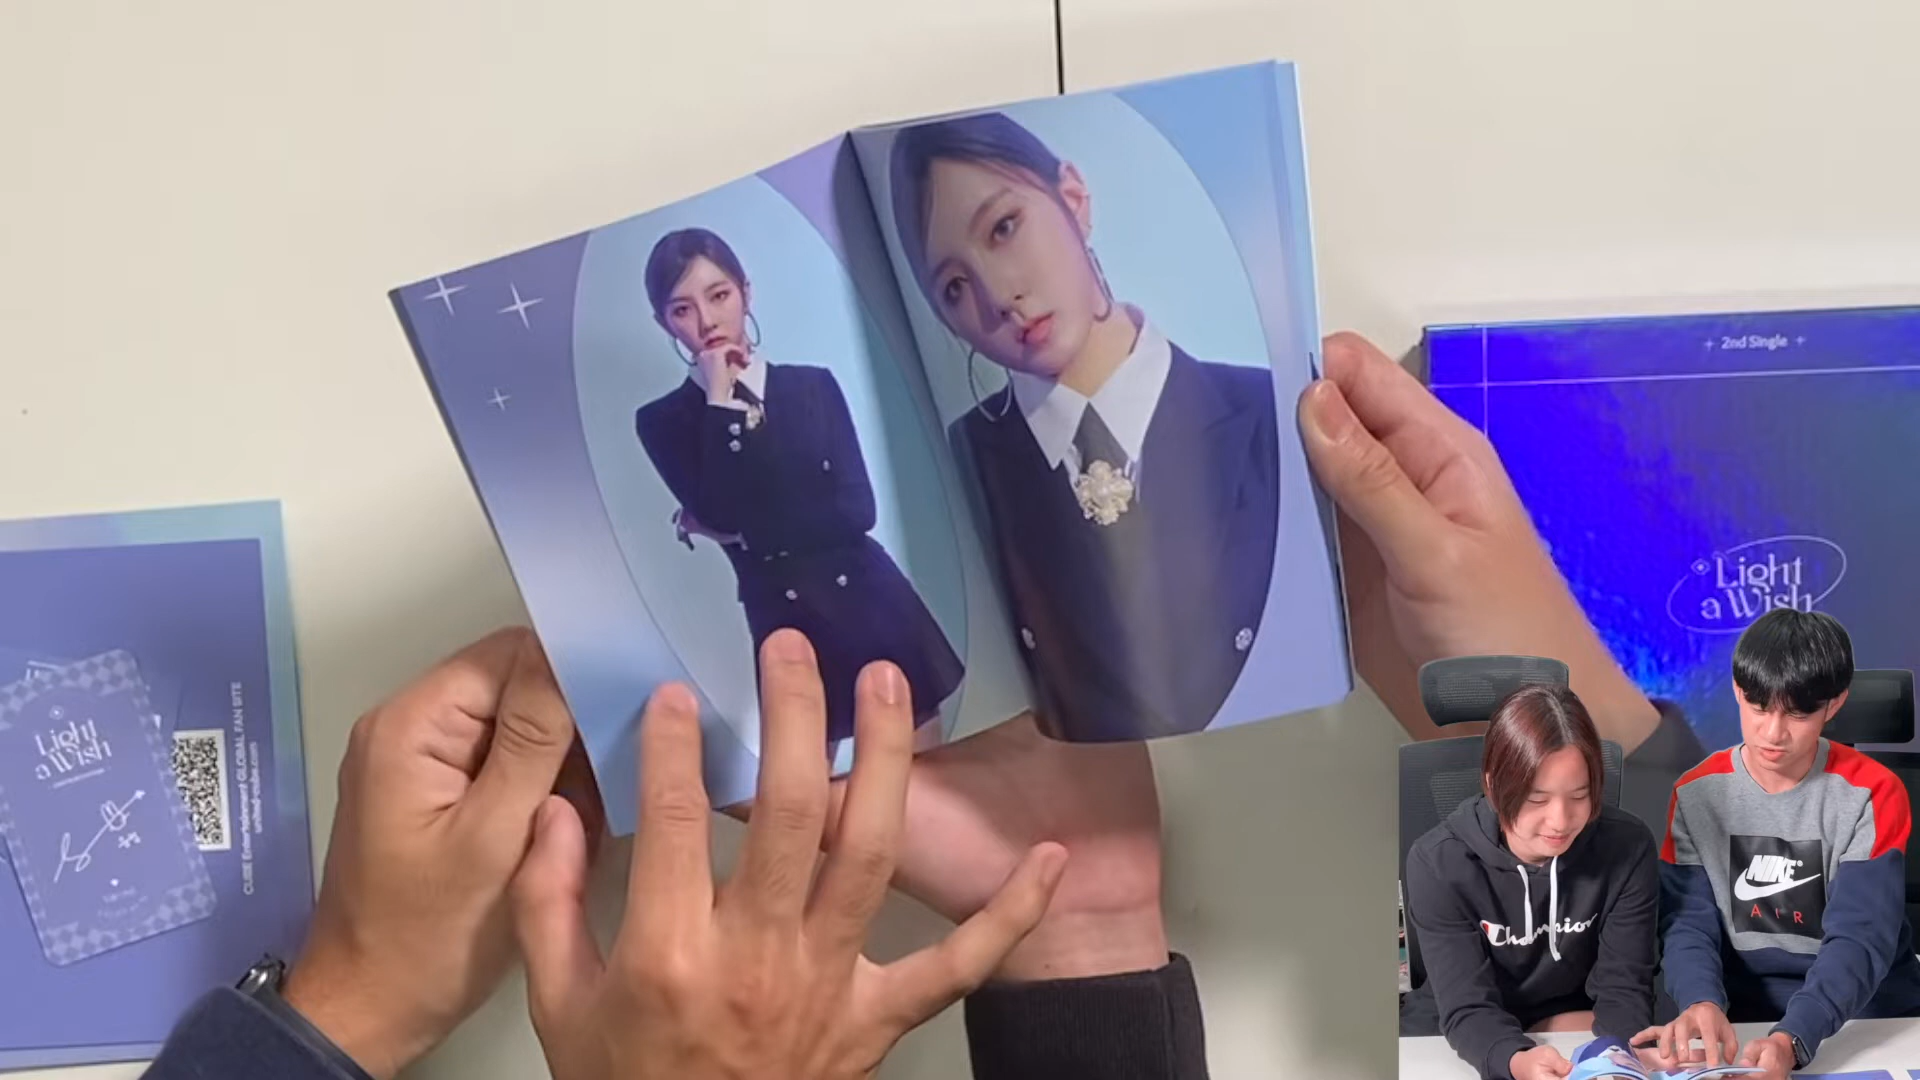 + 2nd Single +
Light
a Wish
Light
a Wish
CUBE Entertainment GLOBAL FAN SITE
united-cube.com
Champion
NIKE
AIR